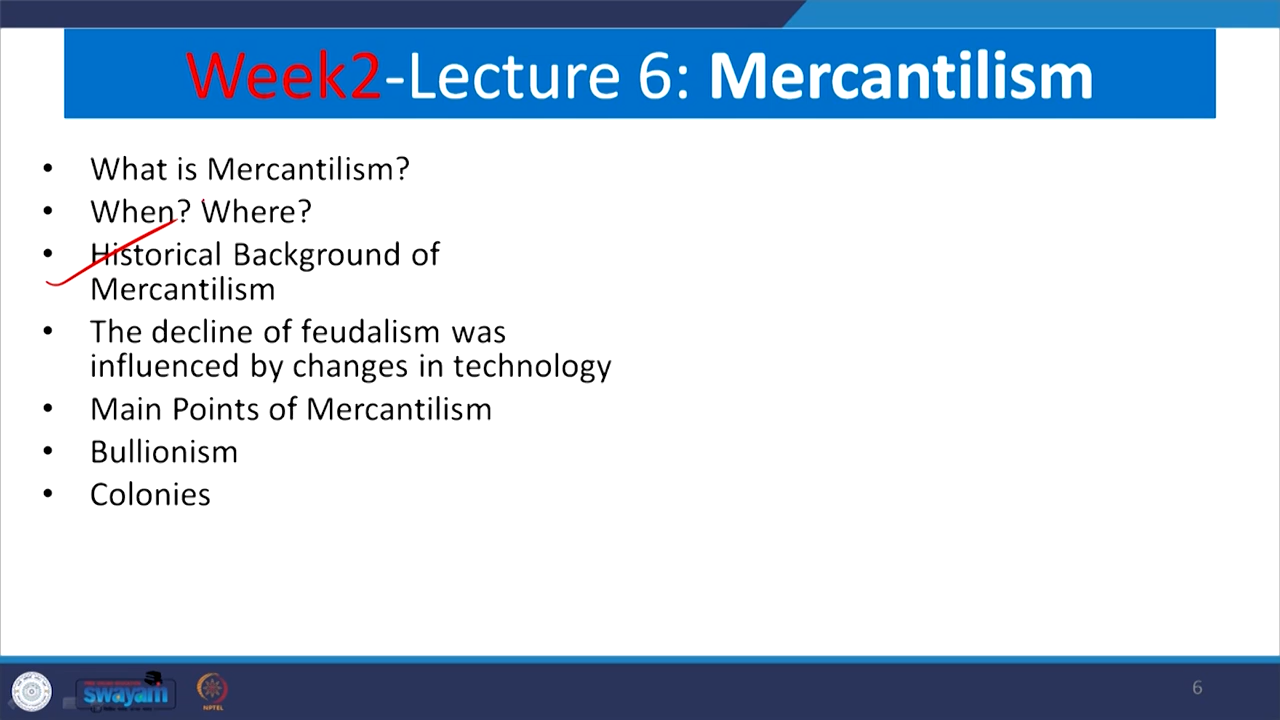 Week2-Lecture 6: Mercantilism
• What is Mercantilism?
• When? Where?
• Historical Background of
Mercantilism
• The decline of feudalism was
influenced by changes in technology
• Main Points of Mercantilism
• Bullionism
• Colonies
swayam
NPTEL
6